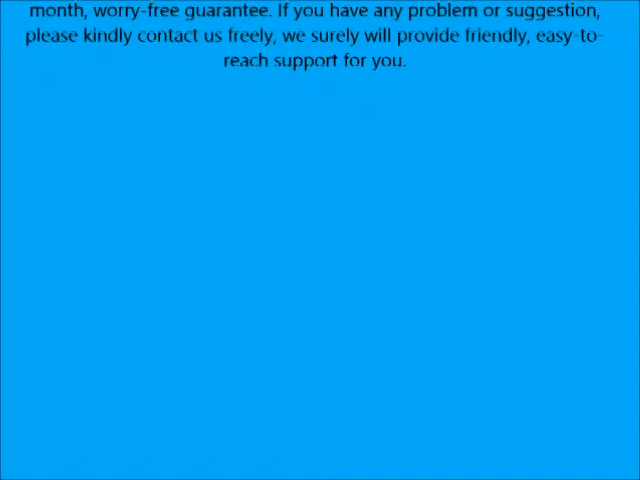 month, worry-free guarantee. If you have any problem or suggestion,
please kindly contact us freely, we surely will provide friendly, easy-to-
reach support for you.